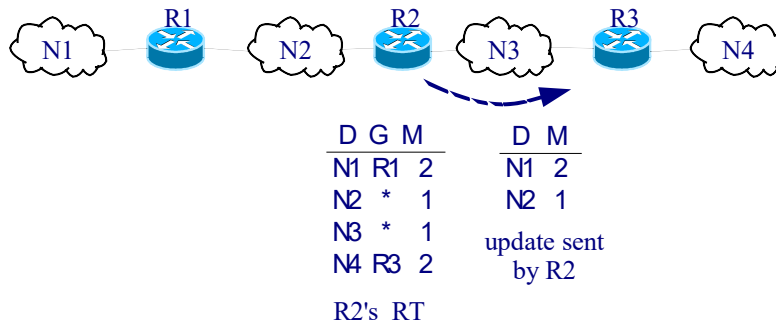 R1 R2 R3
N1 N2 N3 N4
D G M
N1 R1 2
N2 * 1
N3 * 1
N4 R3 2
R2's RT
D M
N1 2
N2 1
update sent
by R2